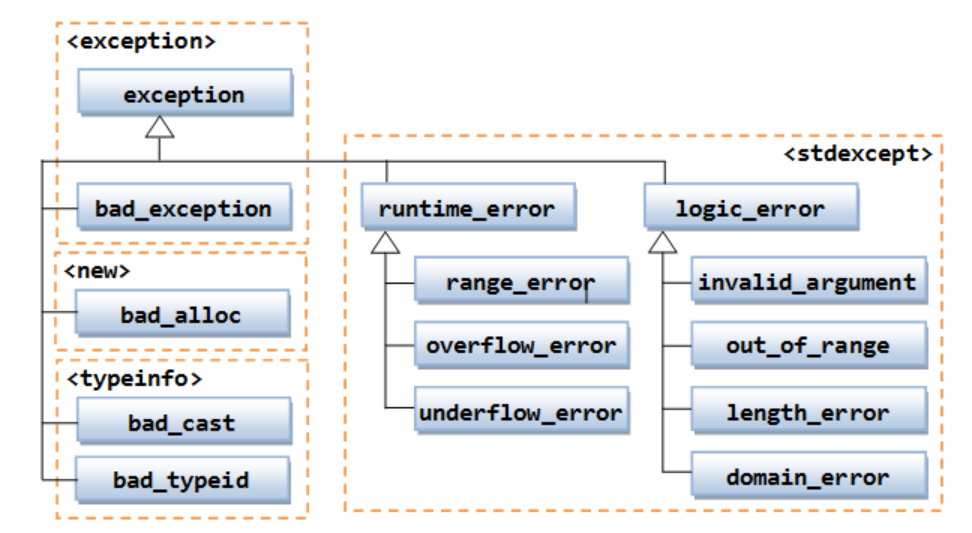 <exception>
exception
bad_exception
<new>
bad_alloc
<typeinfo>
bad_cast
bad_typeid
<stdexcept>
runtime_error
range_error
overflow_error
underflow_error
logic_error
invalid_argument
out_of_range
length_error
domain_error